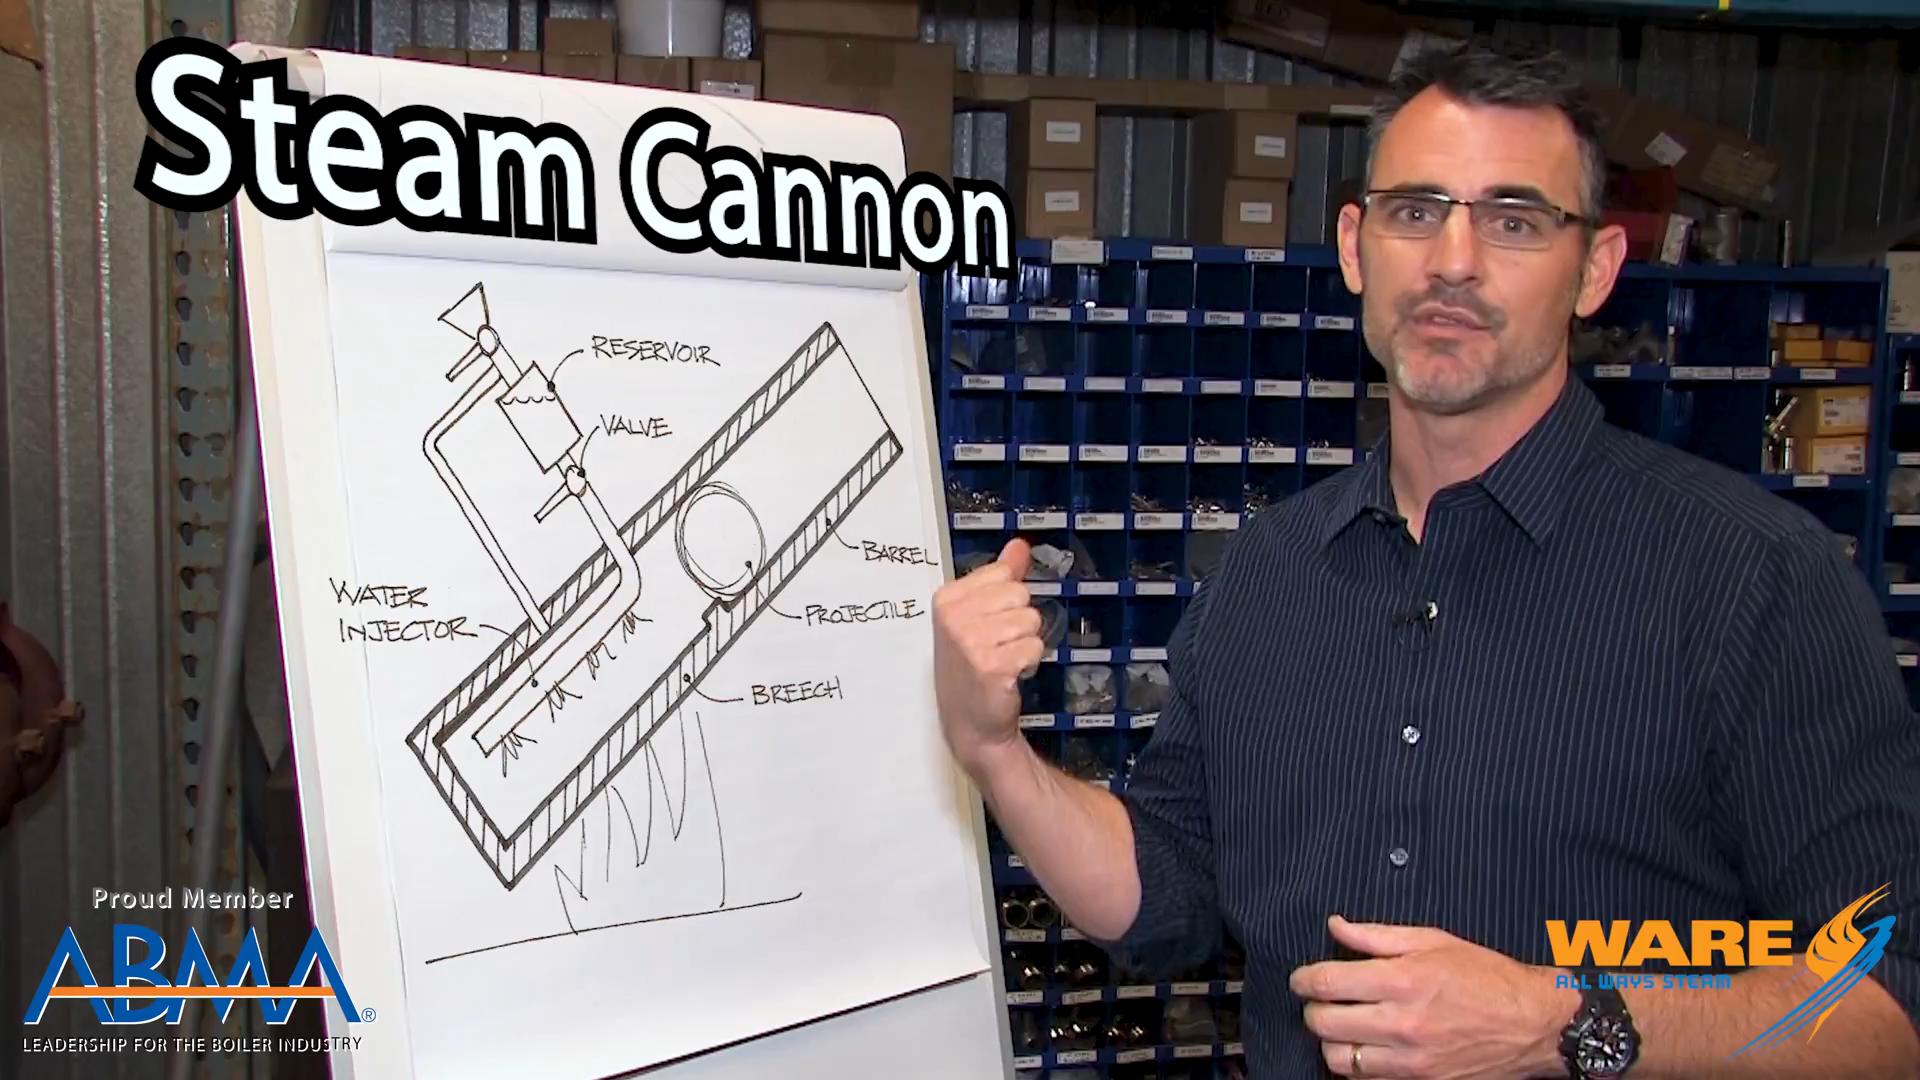 Steam Cannon
RESERVOIR
VALVE
WATER
INJECTOR
BARREL
PROJECTILE
BREECH
Proud Member
ABMA®
LEADERSHIP FOR THE BOILER INDUSTRY
WARE
ALL WAYS STEAM